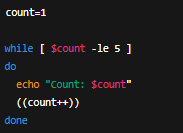 count=1
while [ $count -le 5 ]
do
echo "Count: $count"
((count++))
done